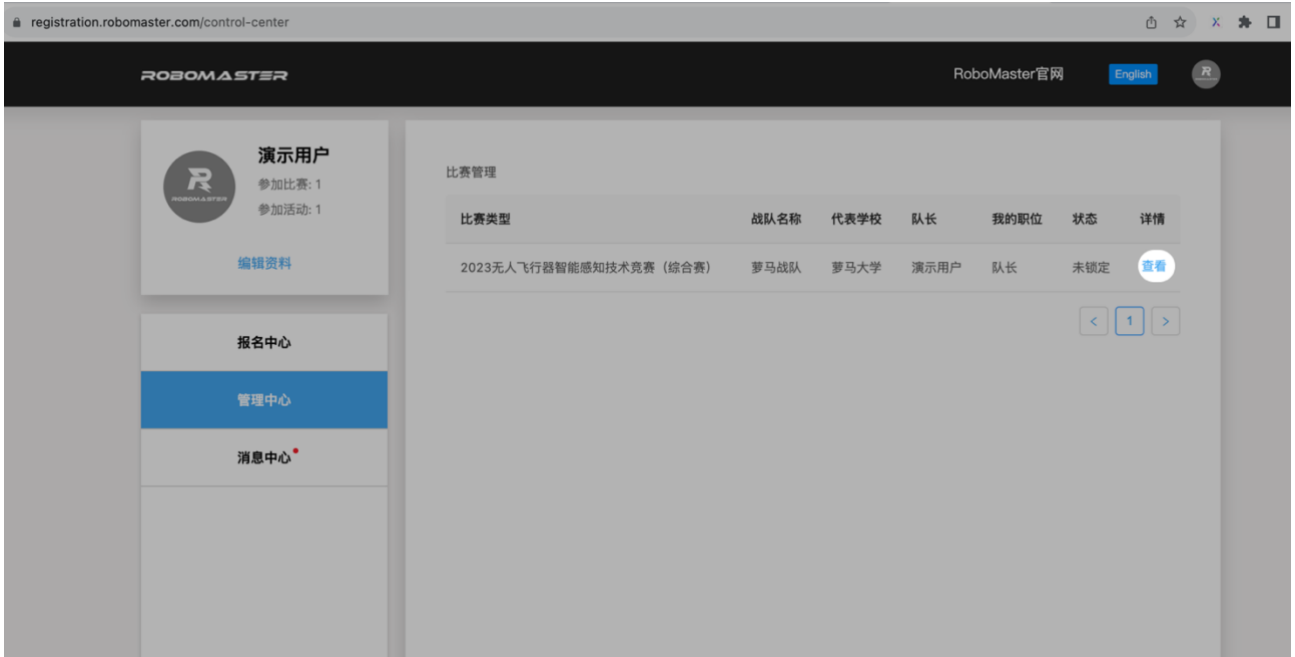 registration.robomaster.com/control-center
ROBOMASTER
RoboMaster官网
English
R
演示用户
参加比赛: 1
参加活动: 1
ROBOMASTER
编辑资料
报名中心
管理中心
消息中心
比赛管理
比赛类型 战队名称 代表学校 队长 我的职位 状态 详情
2023无人飞行器智能感知技术竞赛（综合赛） 萝马战队 萝马大学 演示用户 队长 未锁定 查看
< 1 >